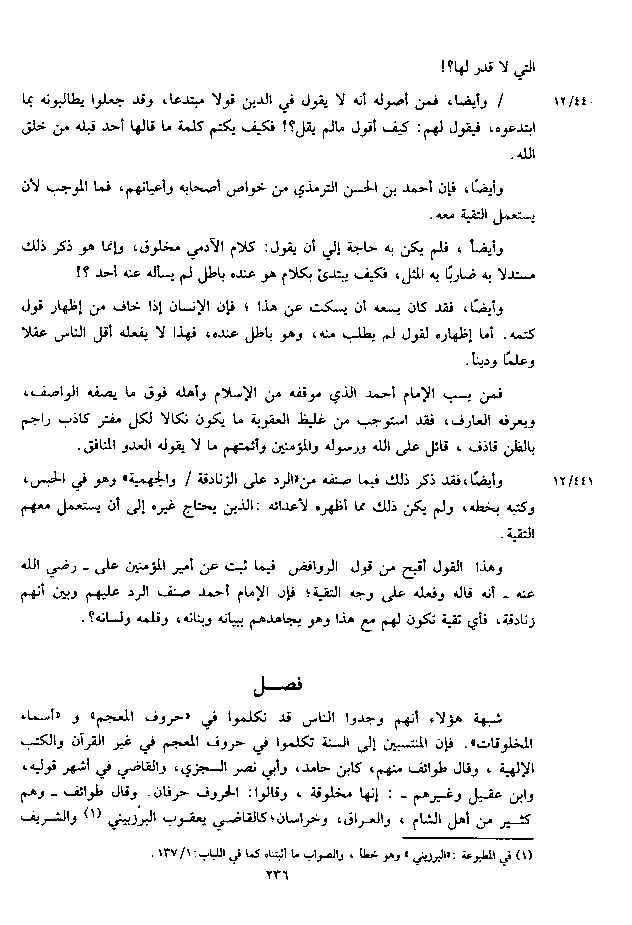 التي لا قدر لها؟!
١٢/٤٤٠ / وأيضا، فمن أصوله أنه لا يقول في الدين قولا مبتدعا، وقد جعلوا يطالبونه بما
ابتدعوه، فيقول لهم: كيف أقول مالم يقل؟! فكيف يكتم كلمة ما قالها أحد قبله من خلق
الله.
وأيضًا، فإن أحمد بن الحسن الترمذي من خواص أصحابه وأعيانهم، فما الموجب لأن
يستعمل التقية معه.
وأيضاً ، فلم يكن به حاجة إلي أن يقول: كلام الآدمي مخلوق، وإنما هو ذكر ذلك
مستدلا به ضاربًا به المثل، فكيف يبتدئ بكلام هو عنده باطل لم يسأله عنه أحد ؟!
وأيضًا، فقد كان يسعه أن يسكت عن هذا ؛ فإن الإنسان إذا خاف من إظهار قول
كتمه. أما إظهاره لقول لم يطلب منه، وهو باطل عنده، فهذا لا يفعله أقل الناس عقلا
وعلمًا ودينأ.
فمن يسب الإمام أحمد الذي موقفه من الإسلام وأهله فوق ما يصفه الواصف،
ويعرفه العارف، فقد استوجب من غليظ العقوبة ما يكون نكالا لكل مفتر كاذب راجم
بالظن قاذف ، قائل على الله ورسوله والمؤمنين وأئمتهم ما لا يقوله العدو المنافق.
١٢/٤٤١ وأيضًا،فقد ذكر ذلك فيما صنفه من«الرد على الزنادقة / والجهمية» وهو في الحبس،
وكتبه بخطه، ولم يكن ذلك مما أظهره لأعدائه :الذين يحتاج غيره إلى أن يستعمل معهم
التقية.
وهذا القول أقبح من قول الروافض فيما ثبت عن أمير المؤمنين على ـ رضي الله
عنه ـ أنه قاله وفعله على وجه التقية؛ فإن الإمام أحمد صنف الرد عليهم وبين أنهم
زنادقة، فأي تقية تكون لهم مع هذا وهو يجاهدهم ببيانه وبنانه، وقلمه ولسانه؟.
فصــل
شبهة هؤلاء أنهم وجدوا الناس قد تكلموا في «حروف المعجم» و «أسماء
المخلوقات». فإن المنتسبين إلى السنة تكلموا في حروف المعجم في غير القرآن والكتب
الإلهية ، وقال طوائف منهم، كابن حامد، وأبي نصر السجزي، والقاضي في أشهر قوليه،
وابن عقيل وغيرهم ـ : إنها مخلوقة ، وقالوا: الحروف حرفان. وقال طوائف ـ وهم
كثير من أهل الشام ، والعراق، وخراسان؛كالقاضي يعقوب البرْزبيني (١) والشريف
(١) في المطبوعة :«البرزيني » وهو خطأ ، والصواب ما أثبتناه كما في اللباب:١/ ١٣٧ .
٢٣٦